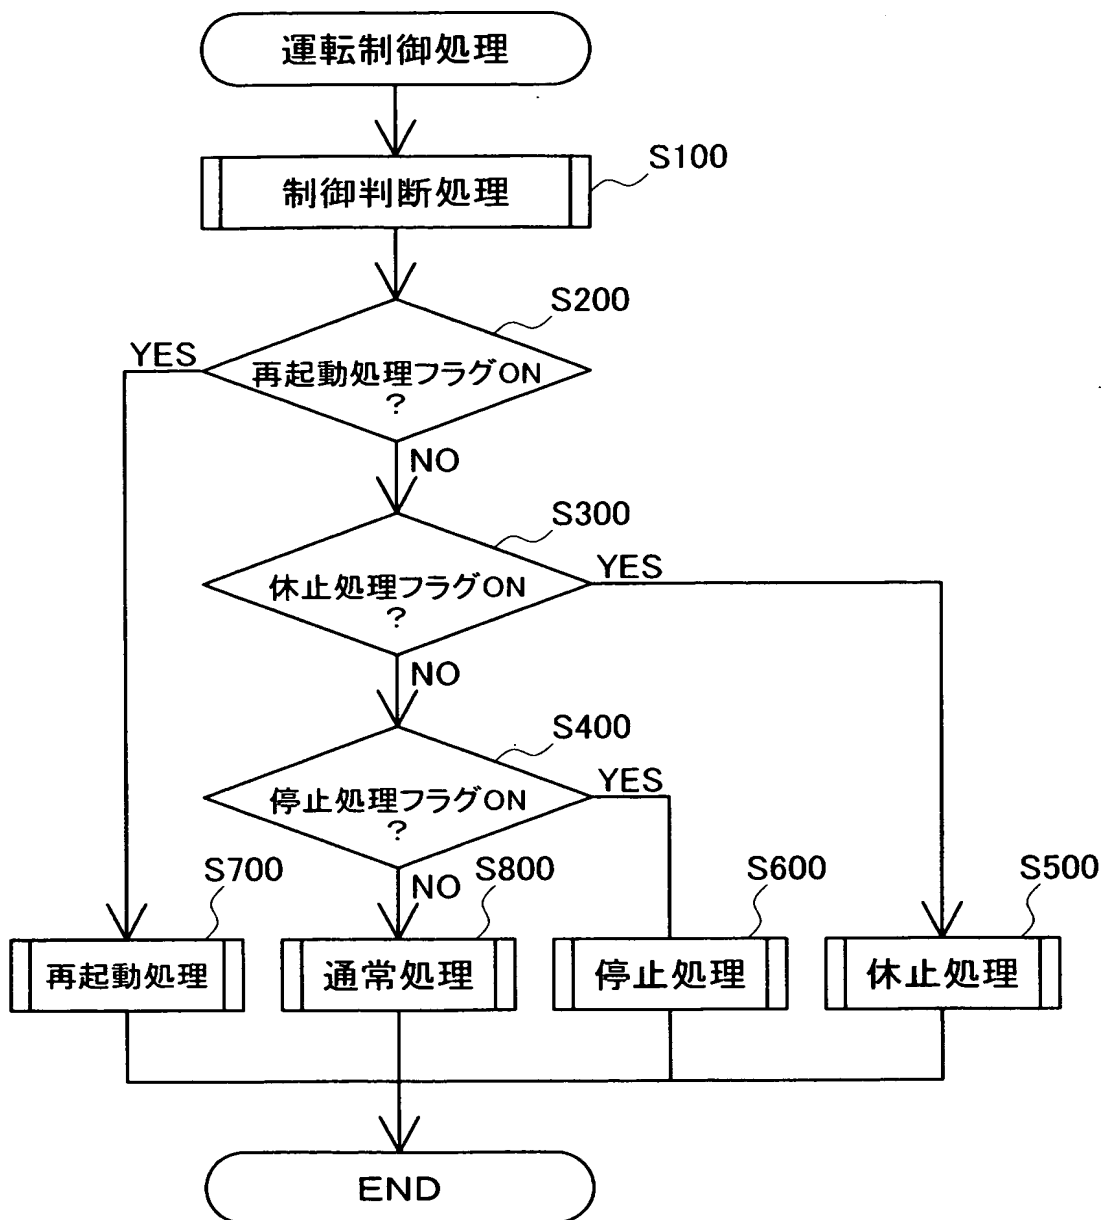 運転制御処理
S100
制御判断処理
S200
YES
再起動処理フラグON
?
NO
S300
YES
休止処理フラグON
?
NO
S400
YES
停止処理フラグON
?
NO
S700
S800
S600
S500
再起動処理
通常処理
停止処理
休止処理
END